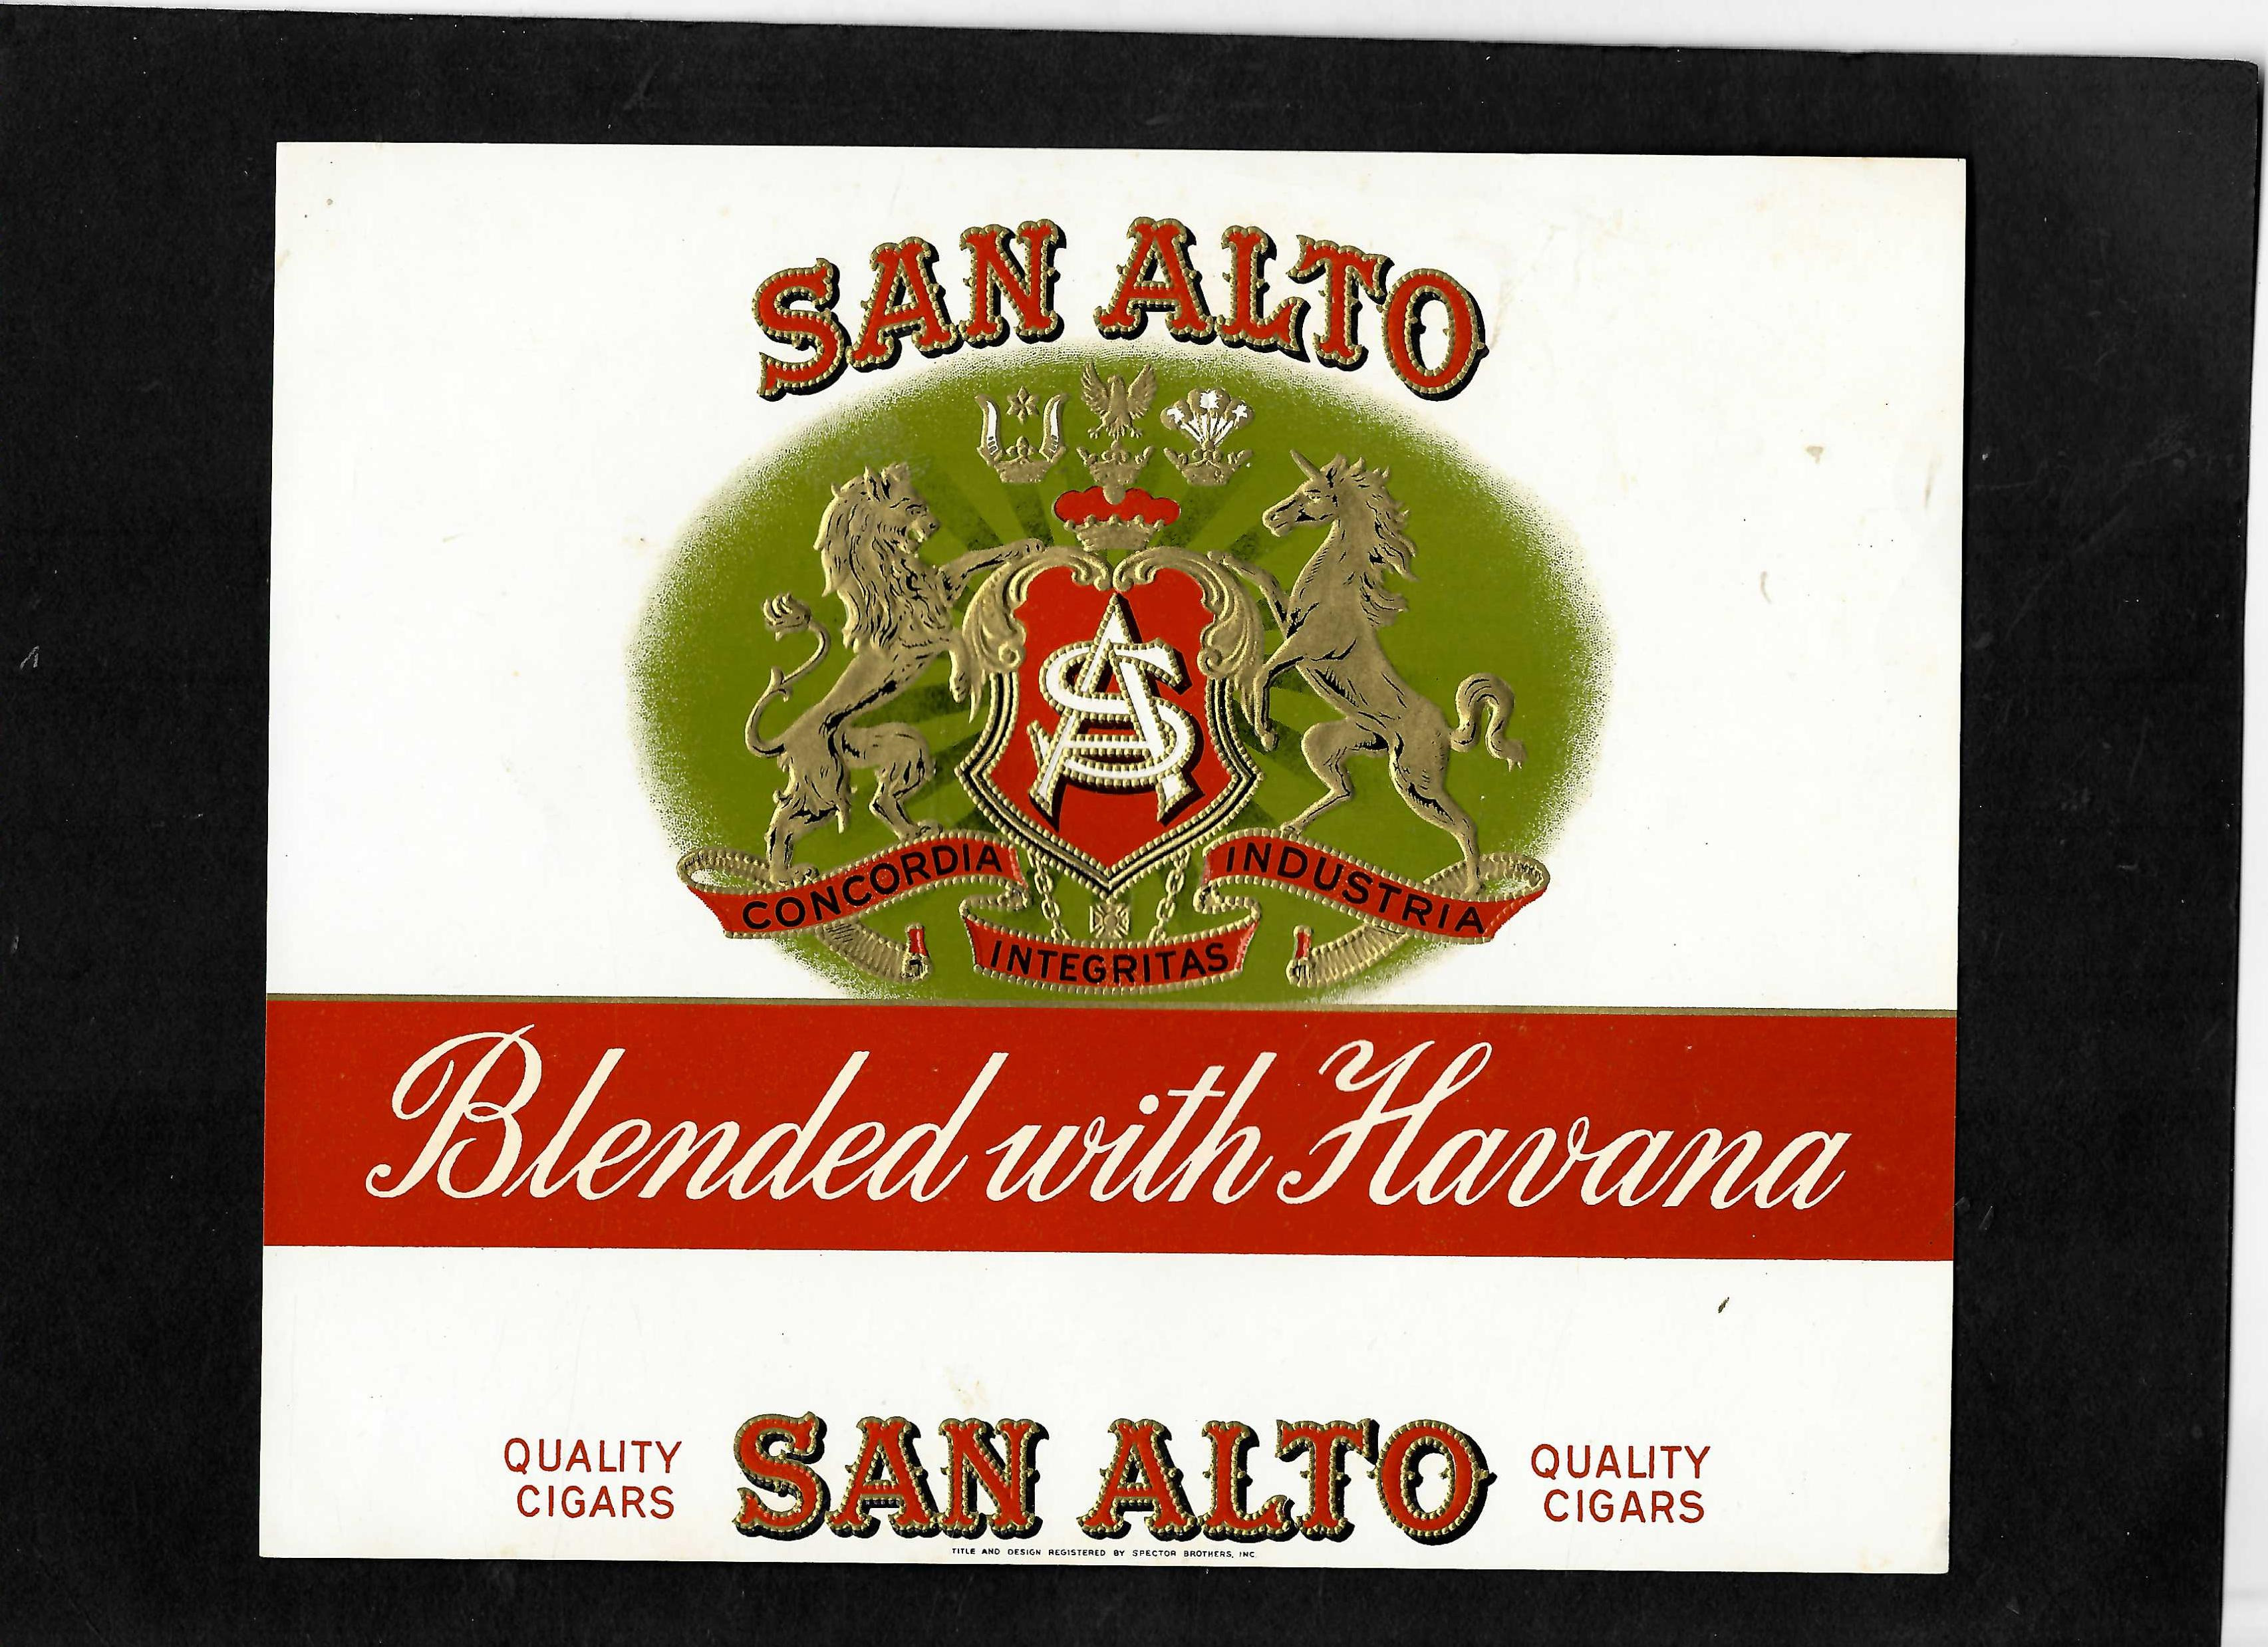 SAN ALTO
AS
CONCORDIA
INDUSTRIA
INTEGRITAS
Blended with Havana
QUALITY
CIGARS
SAN ALTO
QUALITY
CIGARS
TITLE AND DESIGN REGISTERED BY SPECTOR BROTHERS, INC.